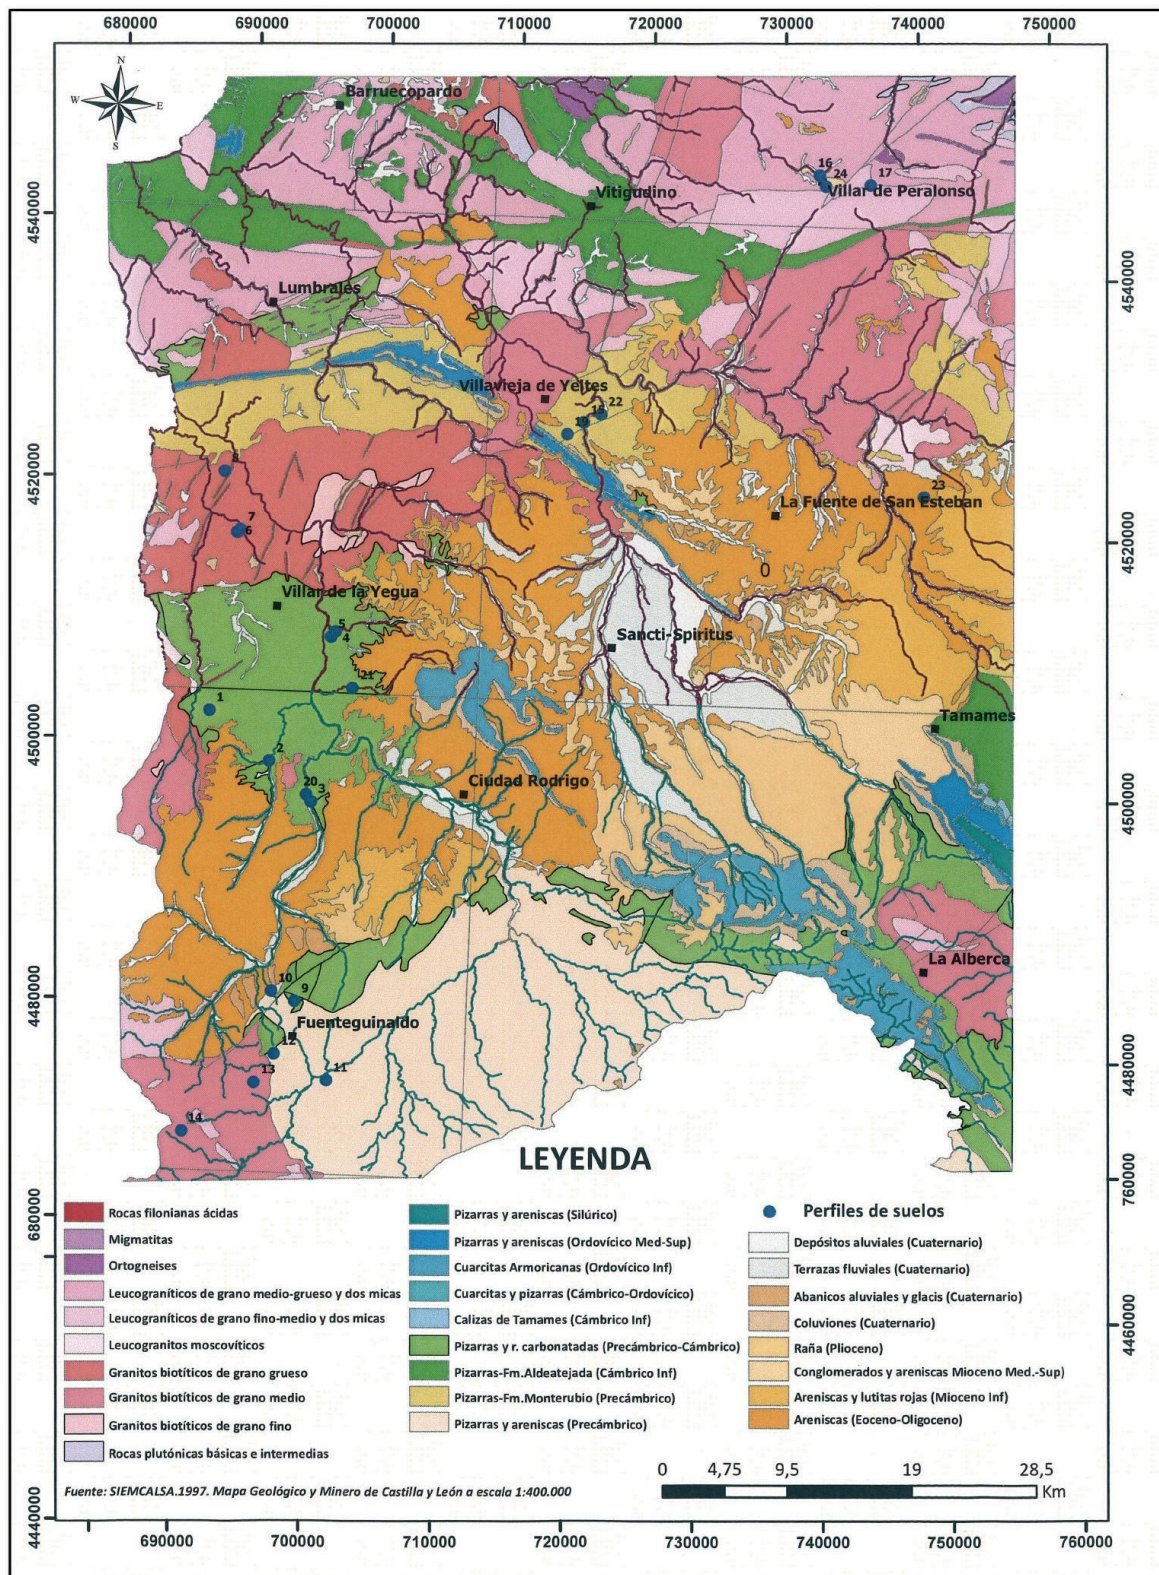 680000 690000 700000 710000 720000 730000 740000 750000
N
W E
S
Barruecopardo
16
24 17
Vitigudino
Villar de Peralonso
4540000
4540000
Lumbrales
Villavieja de Yeltes
22
15
19
8
4520000
23
La Fuente de San Esteban
7
6
4520000
0
Villar de la Yegua
5
4
Sancti-Spiritus
21
1
Tamames
4500000
2
20
3
Ciudad Rodrigo
4500000
La Alberca
10
9
4480000
Fuenteguinaldo
12
13
11
4480000
14
LEYENDA
760000
680000
Rocas filonianas ácidas
Migmatitas
Ortogneises
Leucograníticos de grano medio-grueso y dos micas
Leucograníticos de grano fino-medio y dos micas
Leucogranitos moscovíticos
Granitos biotíticos de grano grueso
Granitos biotíticos de grano medio
Granitos biotíticos de grano fino
Rocas plutónicas básicas e intermedias
Pizarras y areniscas (Silúrico)
Pizarras y areniscas (Ordovícico Med-Sup)
Cuarcitas Armoricanas (Ordovícico Inf)
Cuarcitas y pizarras (Cámbrico-Ordovícico)
Calizas de Tamames (Cámbrico Inf)
Pizarras y r. carbonatadas (Precámbrico-Cámbrico)
Pizarras-Fm.Aldeatejada (Cámbrico Inf)
Pizarras-Fm.Monterubio (Precámbrico)
Pizarras y areniscas (Precámbrico)
Perfiles de suelos
Depósitos aluviales (Cuaternario)
Terrazas fluviales (Cuaternario)
Abanicos aluviales y glacis (Cuaternario)
Coluviones (Cuaternario)
Raña (Plioceno)
Conglomerados y areniscas Mioceno Med.-Sup)
Areniscas y lutitas rojas (Mioceno Inf)
Areniscas (Eoceno-Oligoceno)
4460000
Fuente: SIEMCALSA.1997. Mapa Geológico y Minero de Castilla y León a escala 1:400.000
0 4,75 9,5 19 28,5
Km
4440000
690000 700000 710000 720000 730000 740000 750000 760000